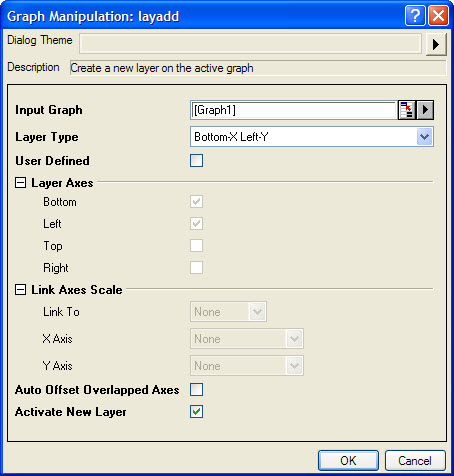 Graph Manipulation: layadd
Dialog Theme
Description Create a new layer on the active graph
Input Graph [Graph1]
Layer Type Bottom-X Left-Y
User Defined
Layer Axes
Bottom
Left
Top
Right
Link Axes Scale
Link To None
X Axis None
Y Axis None
Auto Offset Overlapped Axes
Activate New Layer
OK Cancel